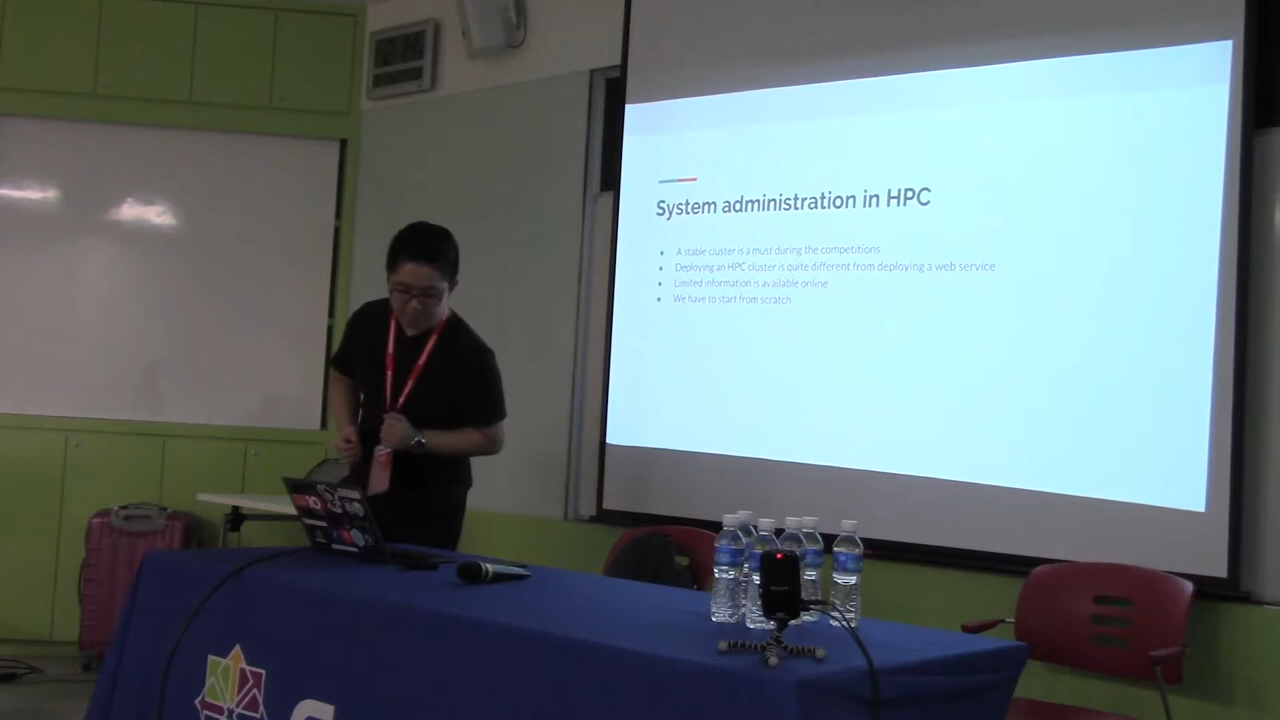 System administration in HPC
A stable cluster is a must during the competitions
Deploying an HPC cluster is quite different from deploying a web service
Limited information is available online
We have to start from scratch